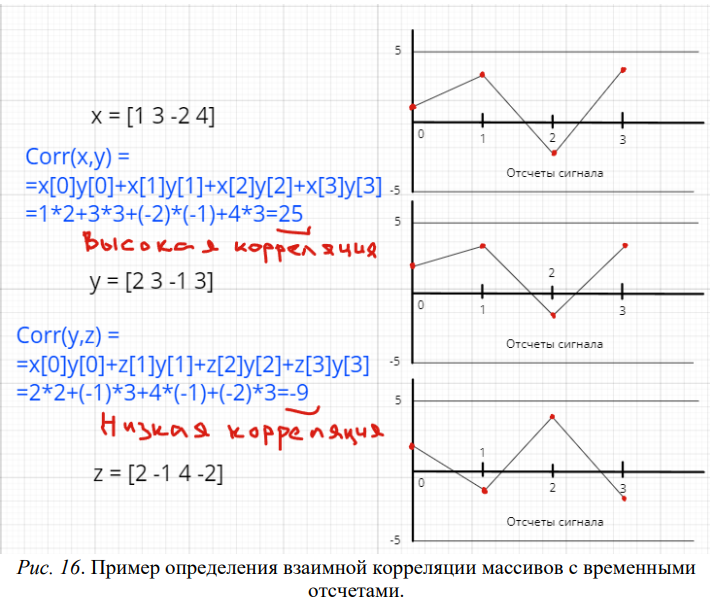 x = [1 3 -2 4]
Corr(x,y) =
=x[0]y[0]+x[1]y[1]+x[2]y[2]+x[3]y[3]
=1*2+3*3+(-2)*(-1)+4*3=25
Высокая корреляция
y = [2 3 -1 3]
Corr(y,z) =
=x[0]y[0]+z[1]y[1]+z[2]y[2]+z[3]y[3]
=2*2+(-1)*3+4*(-1)+(-2)*3=-9
Низкая корреляция
z = [2 -1 4 -2]
5
0
1
2
3
Отсчеты сигнала
-5
5
2
0
1
3
Отсчеты сигнала
-5
5
1
0
2
3
Отсчеты сигнала
-5
Рис. 16. Пример определения взаимной корреляции массивов с временными
отсчетами.